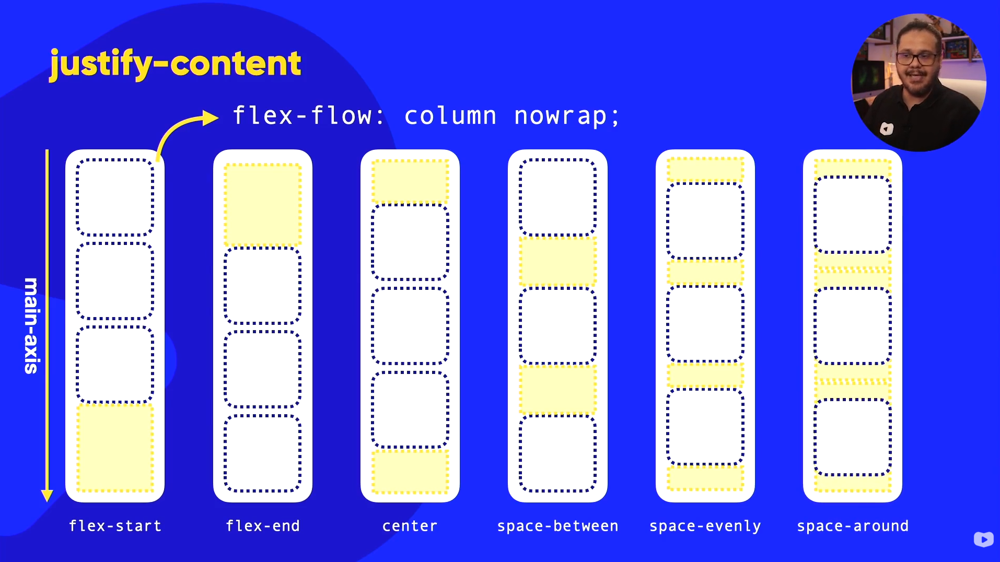 justify-content
flex-flow: column nowrap;
main-axis
flex-start
flex-end
center
space-between
space-evenly
space-around